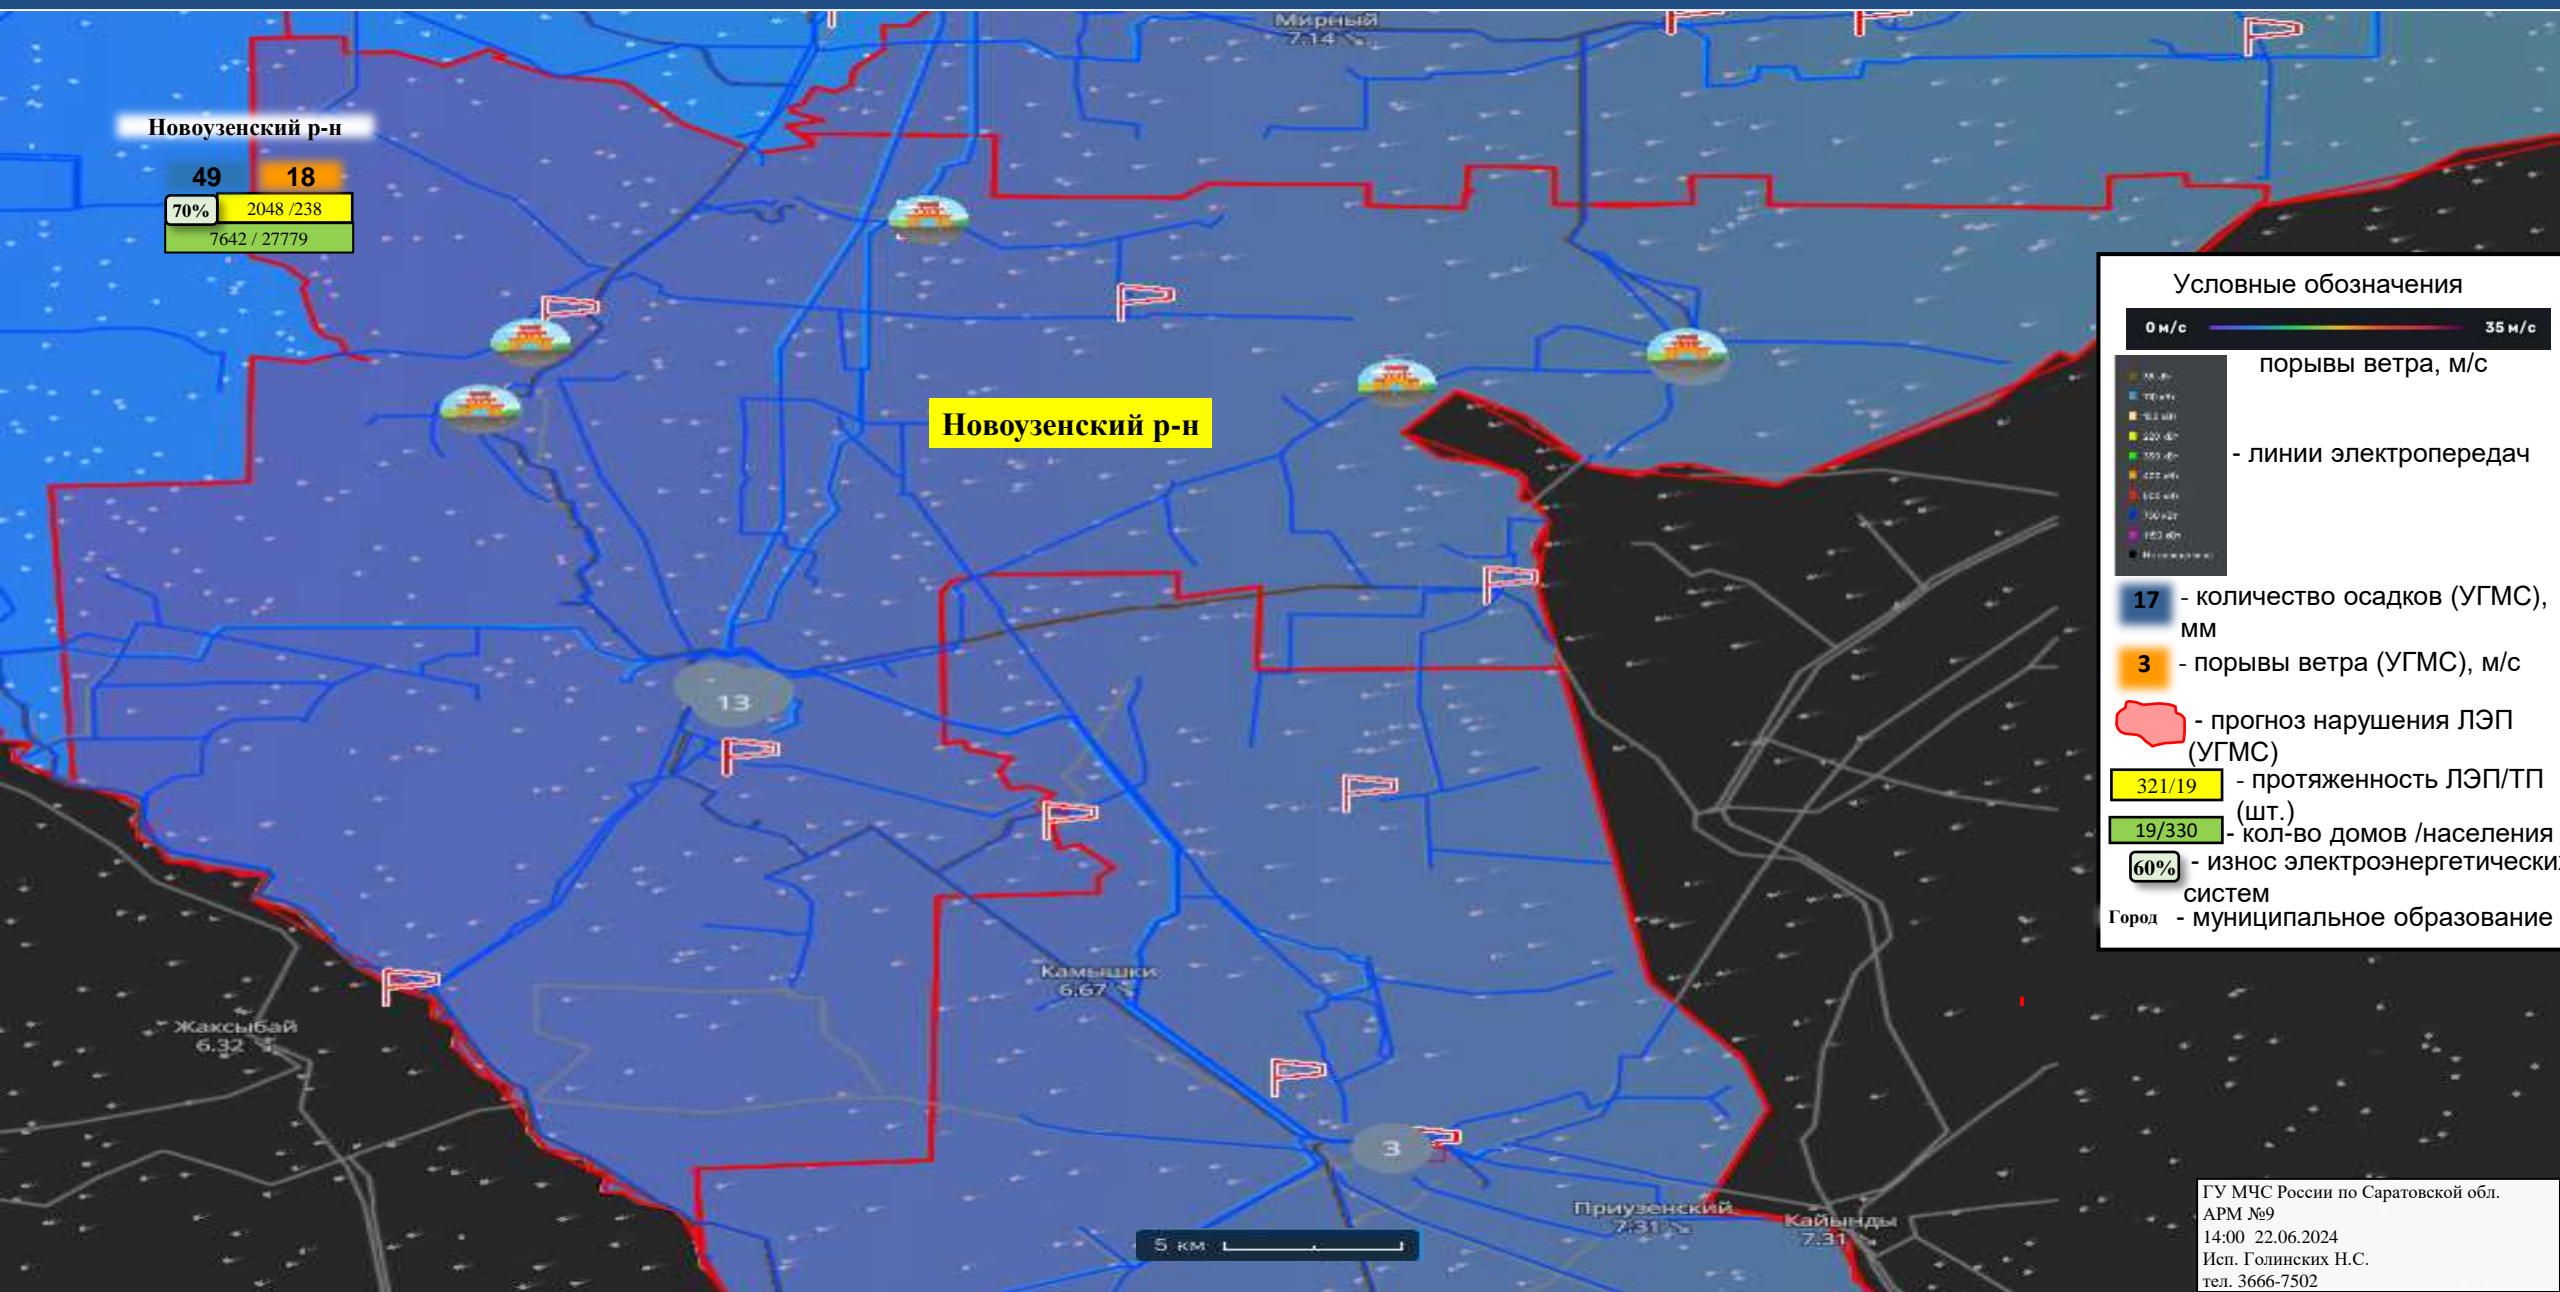 Мирный
7.14
Новоузенский р-н
49 18
70% 2048 /238
7642 / 27779
Новоузенский р-н
13
Камышки
6.67
Жаксыбай
6.32
3
Приузенский
7.31
Кайынды
7.31
5 км
Условные обозначения
0 м/с 35 м/с
порывы ветра, м/с
- линии электропередач
17 - количество осадков (УГМС),
мм
3 - порывы ветра (УГМС), м/с
- прогноз нарушения ЛЭП
(УГМС)
321/19 - протяженность ЛЭП/ТП
(шт.)
19/330 - кол-во домов /населения
60% - износ электроэнергетических
систем
Город - муниципальное образование
ГУ МЧС России по Саратовской обл.
АРМ №9
14:00 22.06.2024
Исп. Голинских Н.С.
тел. 3666-7502